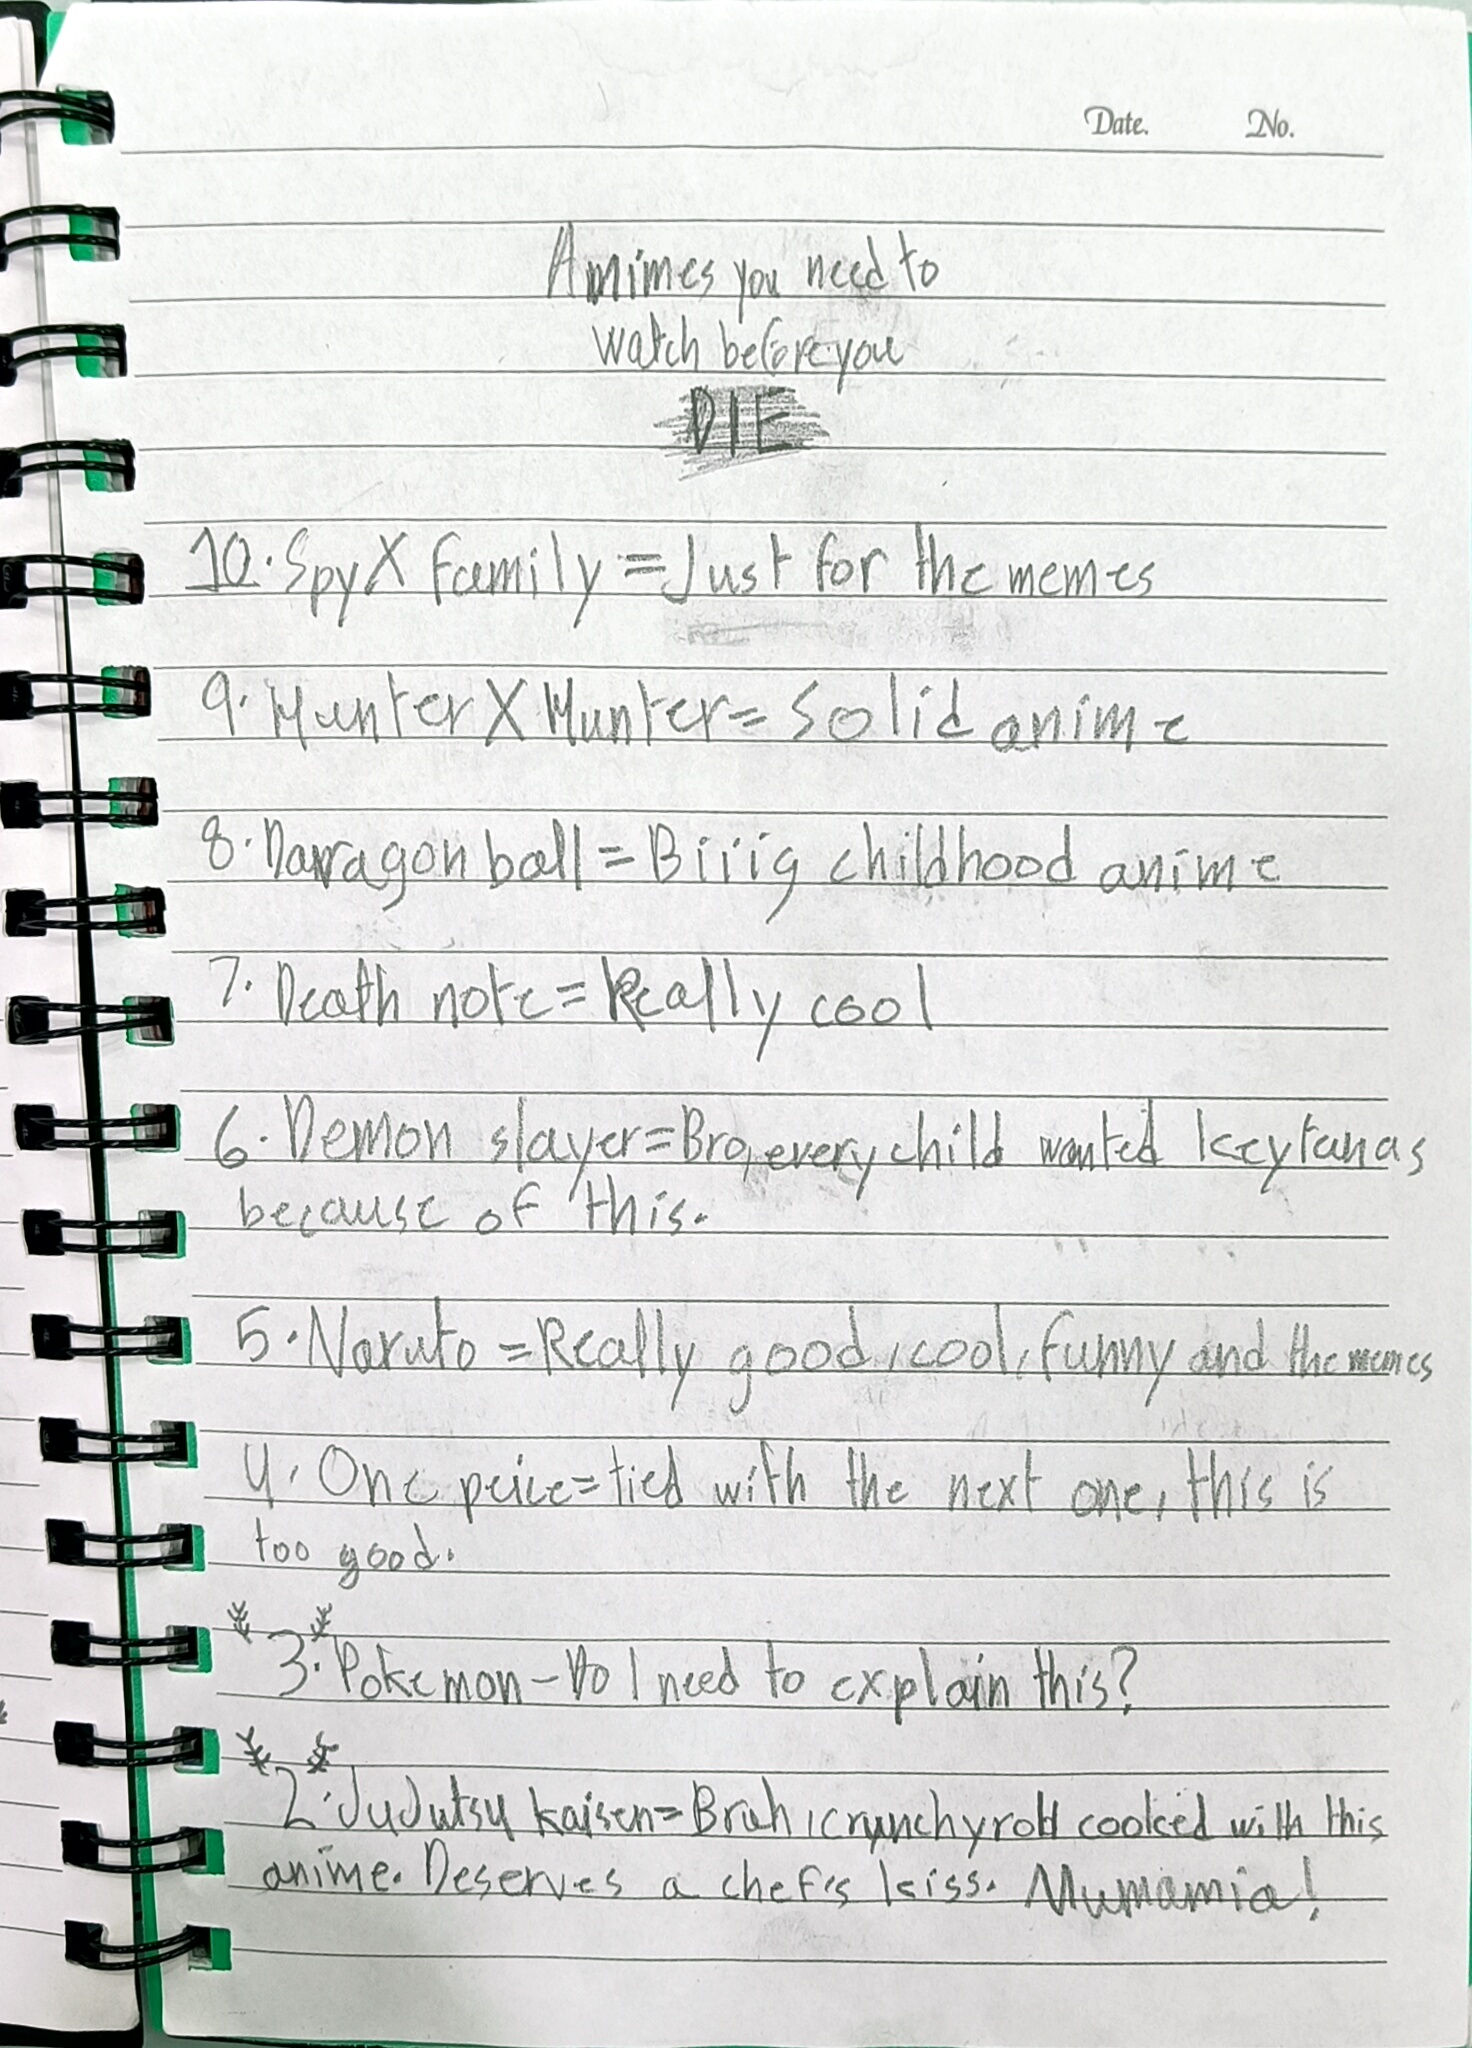 Date. No.
Animes you need to
watch before you
DIE
10. Spy X family = Just for the memes
9. Hunter X Hunter = solid anime
8. Darragon ball = Biiig childhood anime
7. Death note = Really cool
6. Demon slayer = Bro, every child wanted keytanas
because of this.
5. Naruto = Really good, cool, funny and the memes
4. One peice = tied with the next one, this is
too good.
3. Pokemon - Do I need to explain this?
2. JuJutsu kaisen = Bruh, crunchyroll cooked with this
anime. Deserves a chef's kiss. Mumamia!